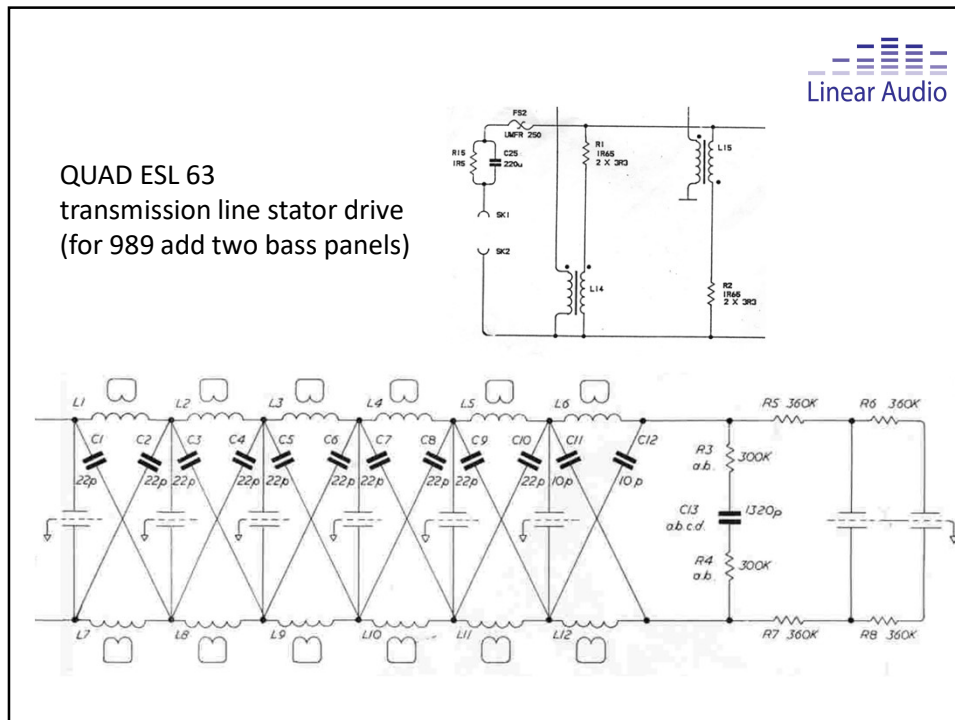 Linear Audio
QUAD ESL 63
transmission line stator drive
(for 989 add two bass panels)
FS2
UMFR 250
R15
1R5
C25
220u
SK1
SK2
R1
1R65
2 X 3R3
L14
L15
R2
1R65
2 X 3R3
L1 L2 L3 L4 L5 L6
C1 C2 C3 C4 C5 C6 C7 C8 C9 C10 C11 C12
22p 22p 22p 22p 22p 22p 22p 22p 22p 22p 10p 10p
R5 360K R6 360K
R3
a.b.
300K
C13
a.b.c.d.
1320p
R4
a.b.
300K
L7 L8 L9 L10 L11 L12
R7 360K R8 360K